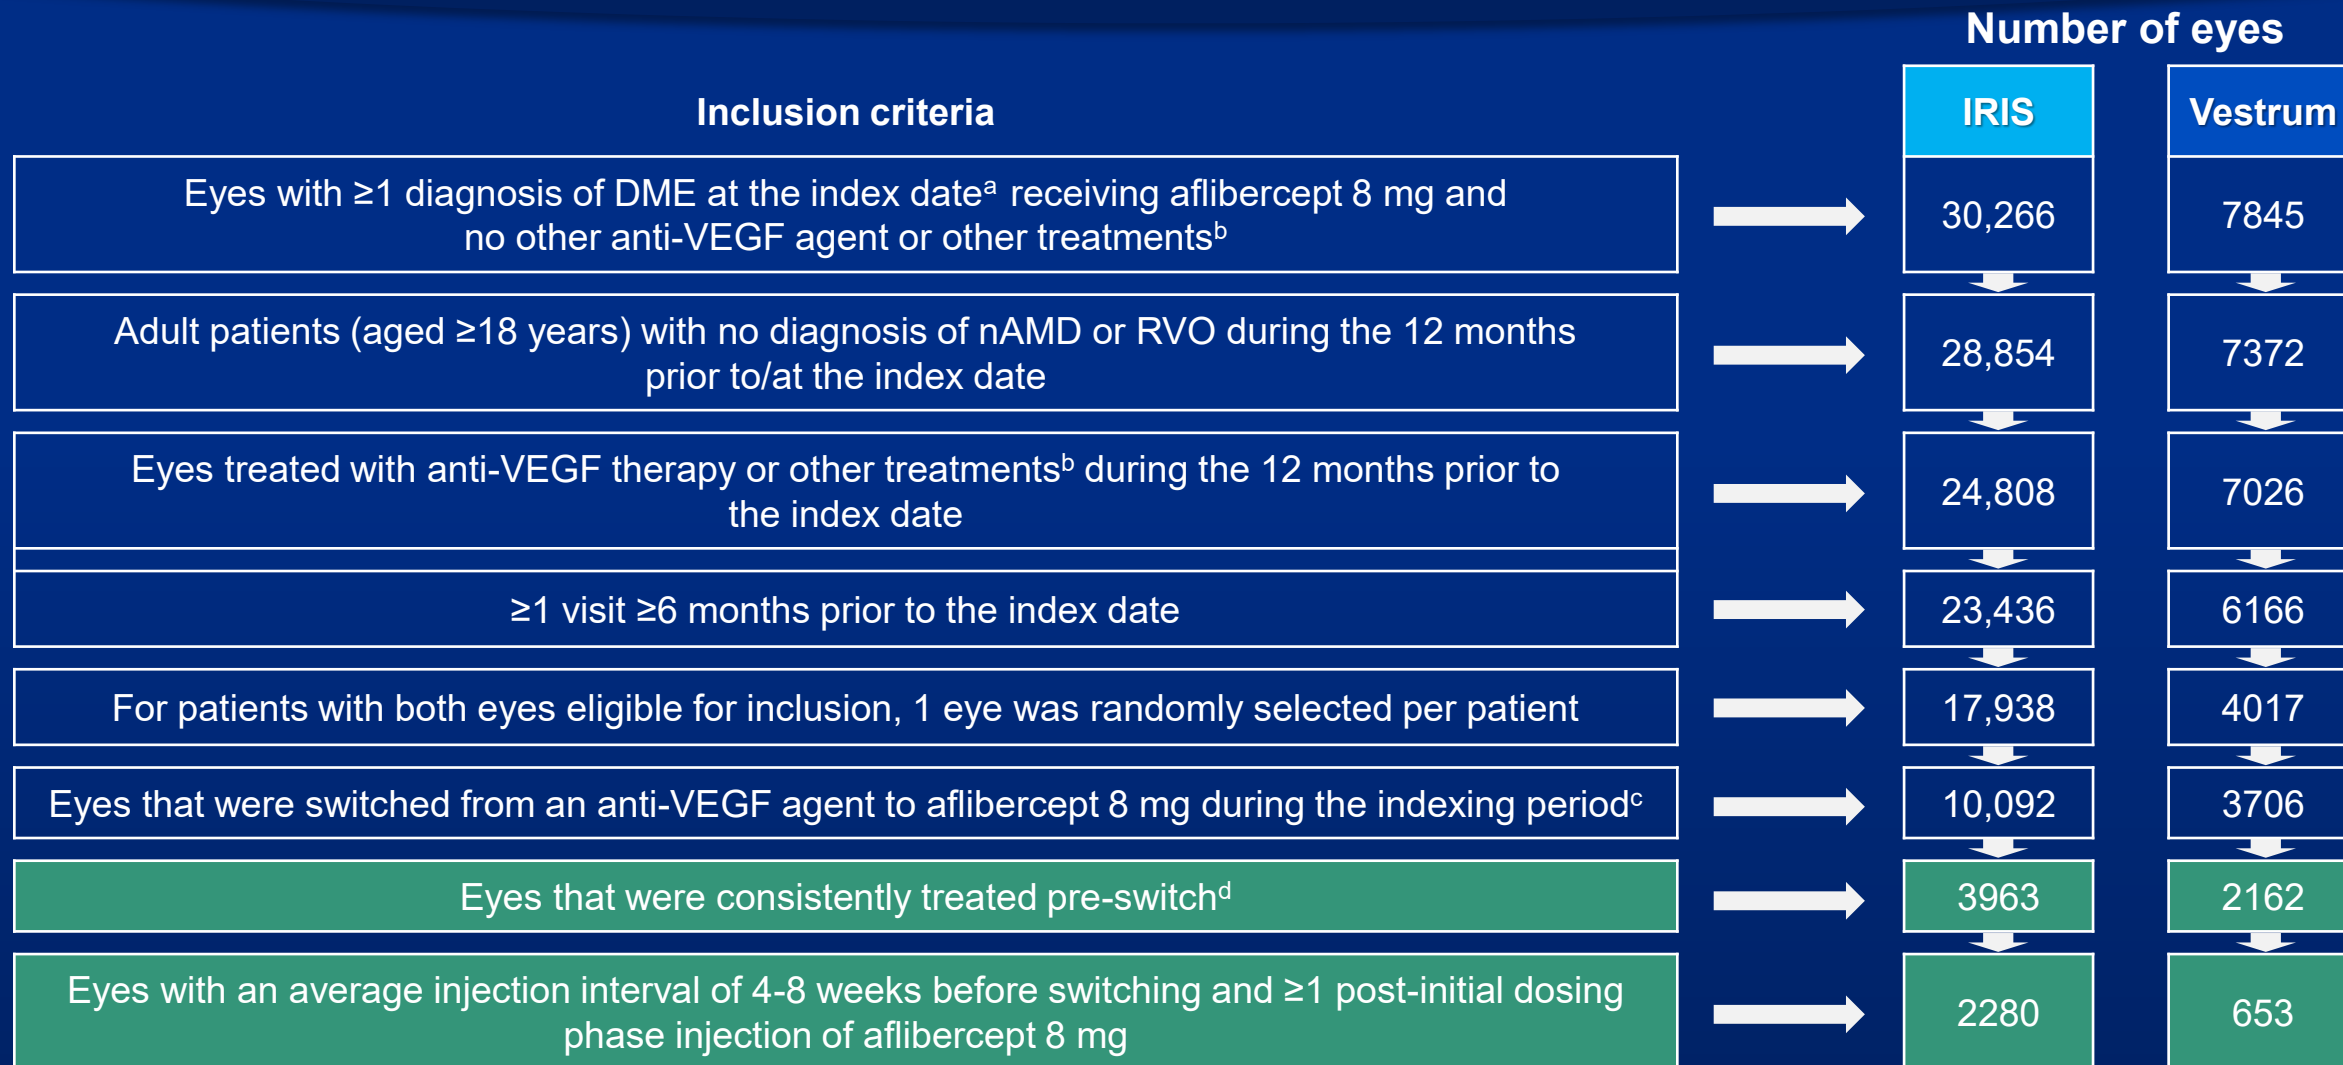 Number of eyes
Inclusion criteria
IRIS
Vestrum
Eyes with ≥1 diagnosis of DME at the index dateᵃ receiving aflibercept 8 mg and
no other anti-VEGF agent or other treatmentsᵇ
30,266
7845
Adult patients (aged ≥18 years) with no diagnosis of nAMD or RVO during the 12 months
prior to/at the index date
28,854
7372
Eyes treated with anti-VEGF therapy or other treatmentsᵇ during the 12 months prior to
the index date
24,808
7026
≥1 visit ≥6 months prior to the index date
23,436
6166
For patients with both eyes eligible for inclusion, 1 eye was randomly selected per patient
17,938
4017
Eyes that were switched from an anti-VEGF agent to aflibercept 8 mg during the indexing periodᶜ
10,092
3706
Eyes that were consistently treated pre-switchᵈ
3963
2162
Eyes with an average injection interval of 4-8 weeks before switching and ≥1 post-initial dosing
phase injection of aflibercept 8 mg
2280
653